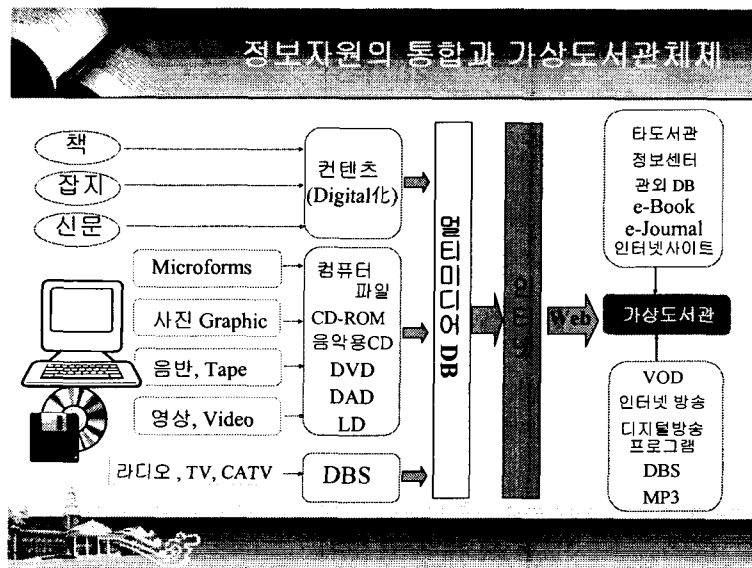 정보자원의 통합과 가상도서관체제
책
잡지
신문
컨텐츠
(Digital化)
Microforms
사진 Graphic
음반, Tape
영상, Video
컴퓨터
파일
CD-ROM
음악용CD
DVD
DAD
LD
라디오, TV, CATV
DBS
멀티미디어 DB
Web
타도서관
정보센터
관외 DB
e-Book
e-Journal
인터넷사이트
가상도서관
VOD
인터넷 방송
디지털방송
프로그램
DBS
MP3